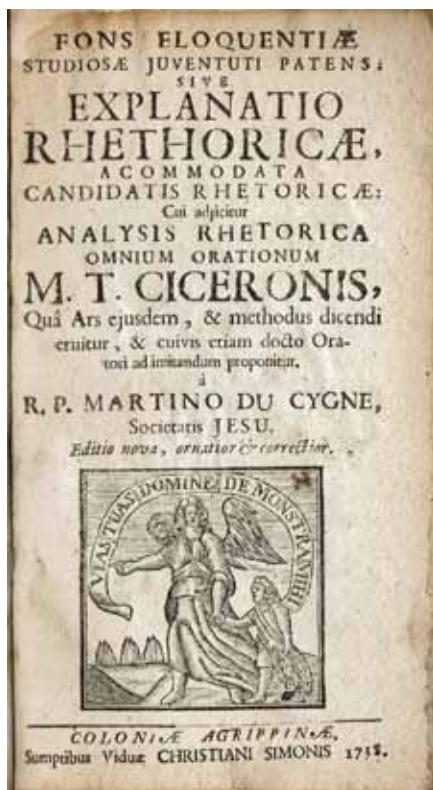 FONS ELOQUENTIÆ
STUDIOSÆ JUVENTUTI PATENS:
SIVE
EXPLANATIO
RHETHORICÆ,
ACOMMODATA
CANDIDATIS RHETORICÆ:
Cui adjicitur
ANALYSIS RHETORICA
OMNIUM ORATIONUM
M. T. CICERONIS,
Quâ Ars ejusdem, & methodus dicendi
eruitur, & cuivis etiam docto Ora-
tori ad imitandum proponitur.
à
R. P. MARTINO DU CYGNE,
Societatis JESU.
Editio nova, ornatior & correctior.
VIAS TUAS DOMINE DEMONSTRA MIHI
COLONIÆ AGRIPPINÆ,
Sumptibus Viduæ CHRISTIANI SIMONIS 1738.